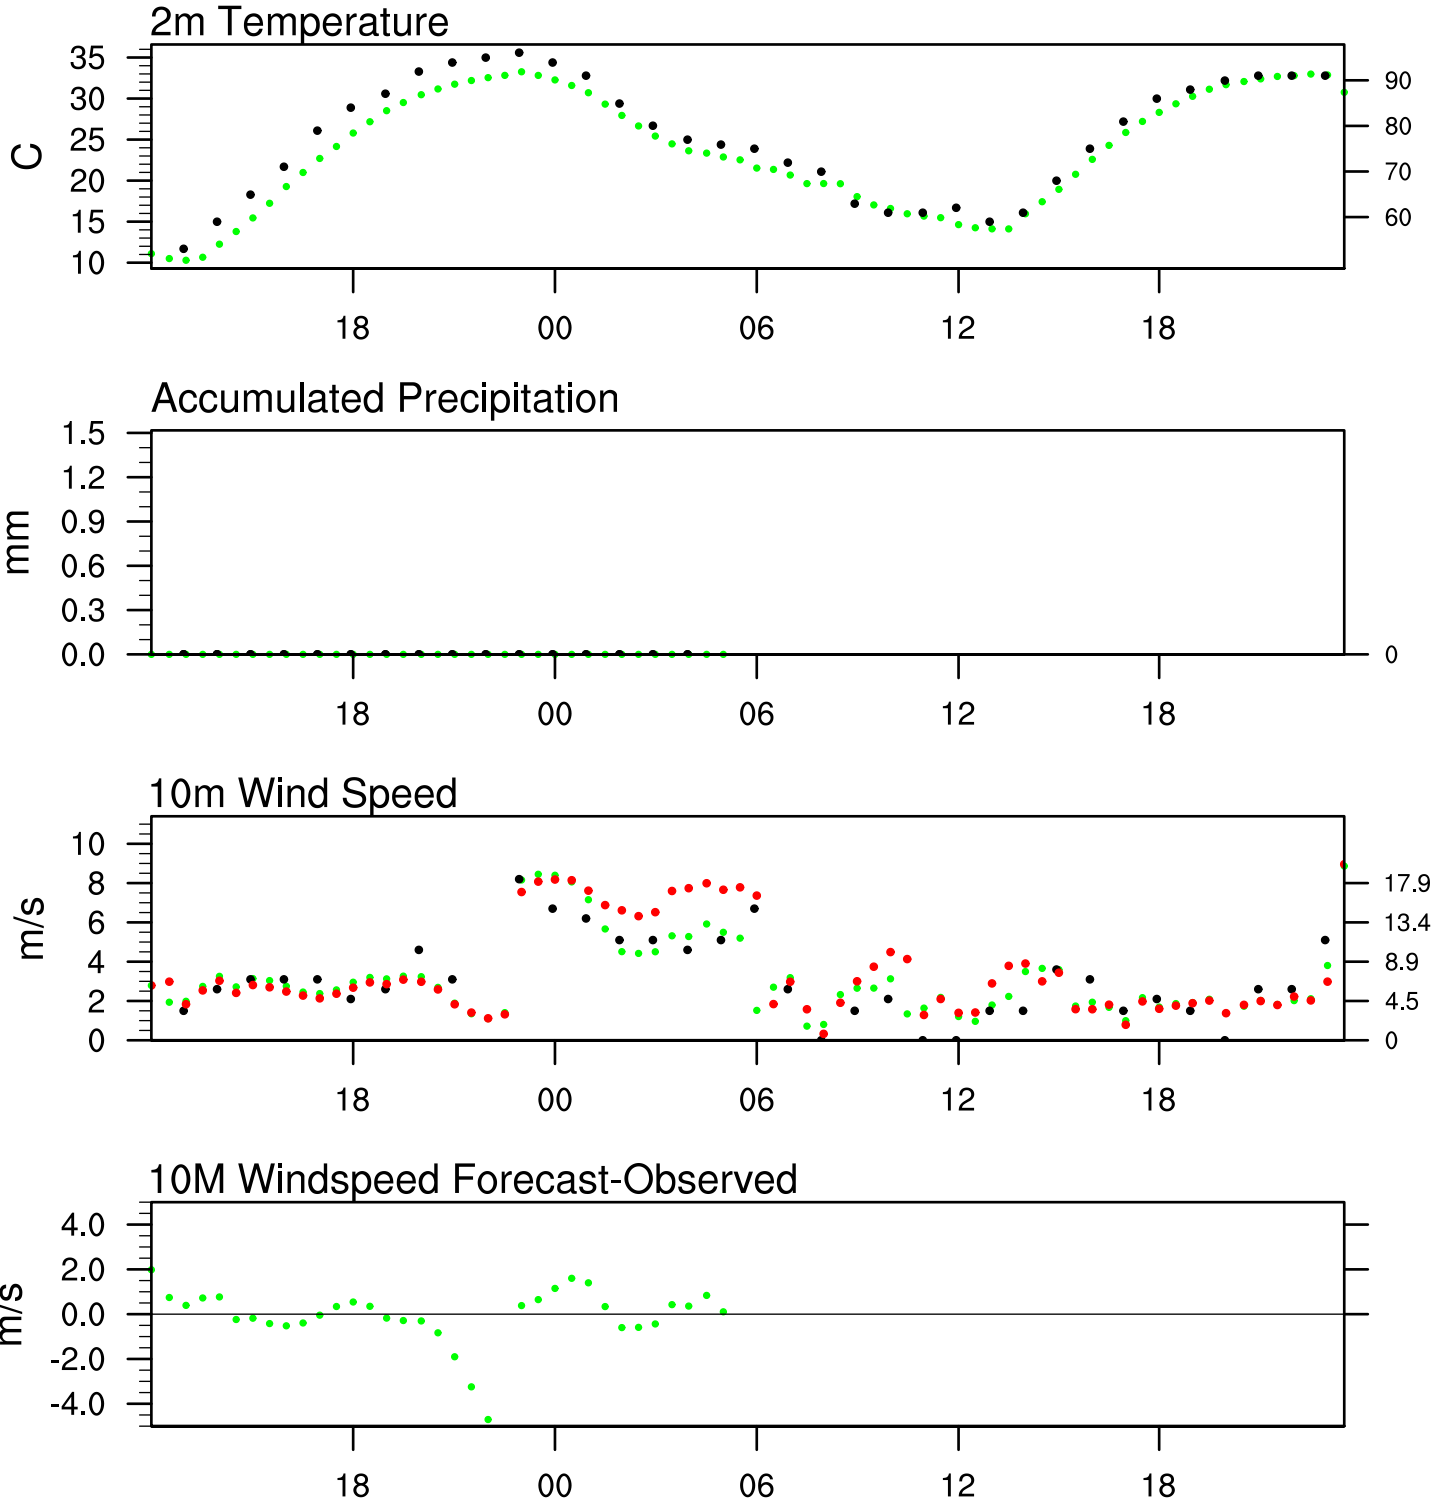 2m Temperature
35
30
25
20
15
10
C
90
80
70
60
18 00 06 12 18
Accumulated Precipitation
1.5
1.2
0.9
0.6
0.3
0.0
mm
0
18 00 06 12 18
10m Wind Speed
10
8
6
4
2
0
m/s
17.9
13.4
8.9
4.5
0
18 00 06 12 18
10M Windspeed Forecast-Observed
4.0
2.0
0.0
-2.0
-4.0
m/s
18 00 06 12 18